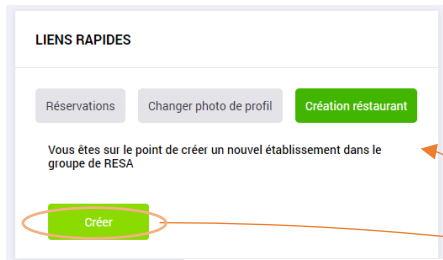 LIENS RAPIDES
Réservations Changer photo de profil Création réstaurant
Vous êtes sur le point de créer un nouvel établissement dans le
groupe de RESA
Créer